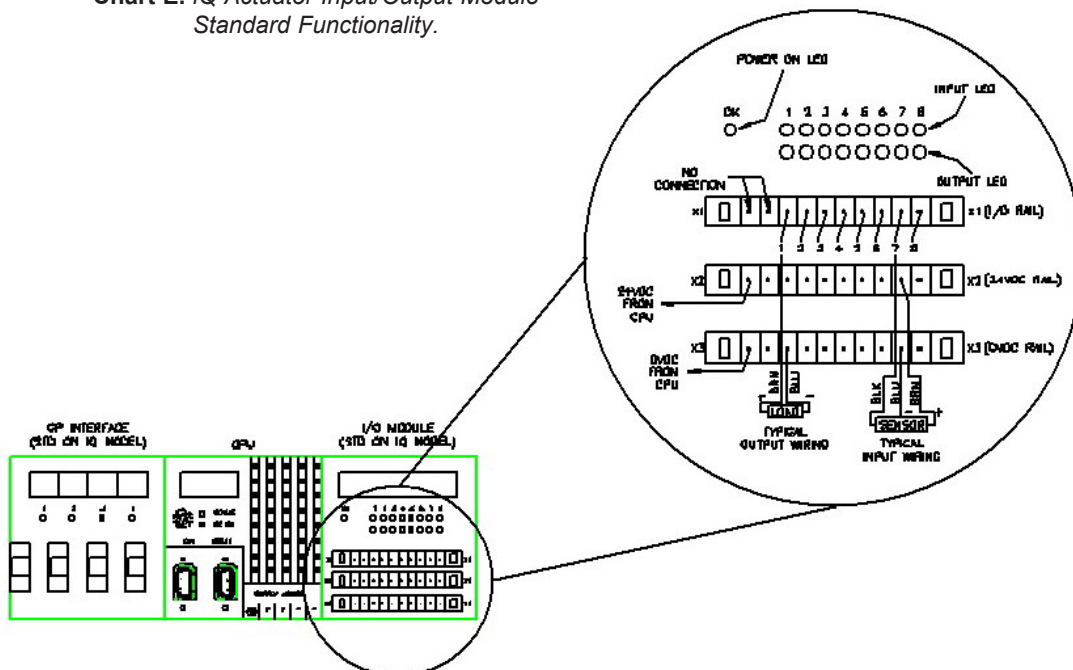 Chart E. IQ Actuator Input/Output Module
Standard Functionality.
POWER ON LED
INPUT LED
OK 1 2 3 4 5 6 7 8
OUTPUT LED
NO
CONNECTION
X1
X1 (I/O RAIL)
1 2 3 4 5 6 7 8
X2
X2 (24VDC RAIL)
24VDC
FROM
CPU
X3
X3 (0VDC RAIL)
0VDC
FROM
CPU
BRN
BLU
BLK
BLU
BRN
- LOAD +
- SENSOR +
TYPICAL
OUTPUT WIRING
TYPICAL
INPUT WIRING
GP INTERFACE
(STD ON IQ MODEL)
CPU
I/O MODULE
(STD ON IQ MODEL)